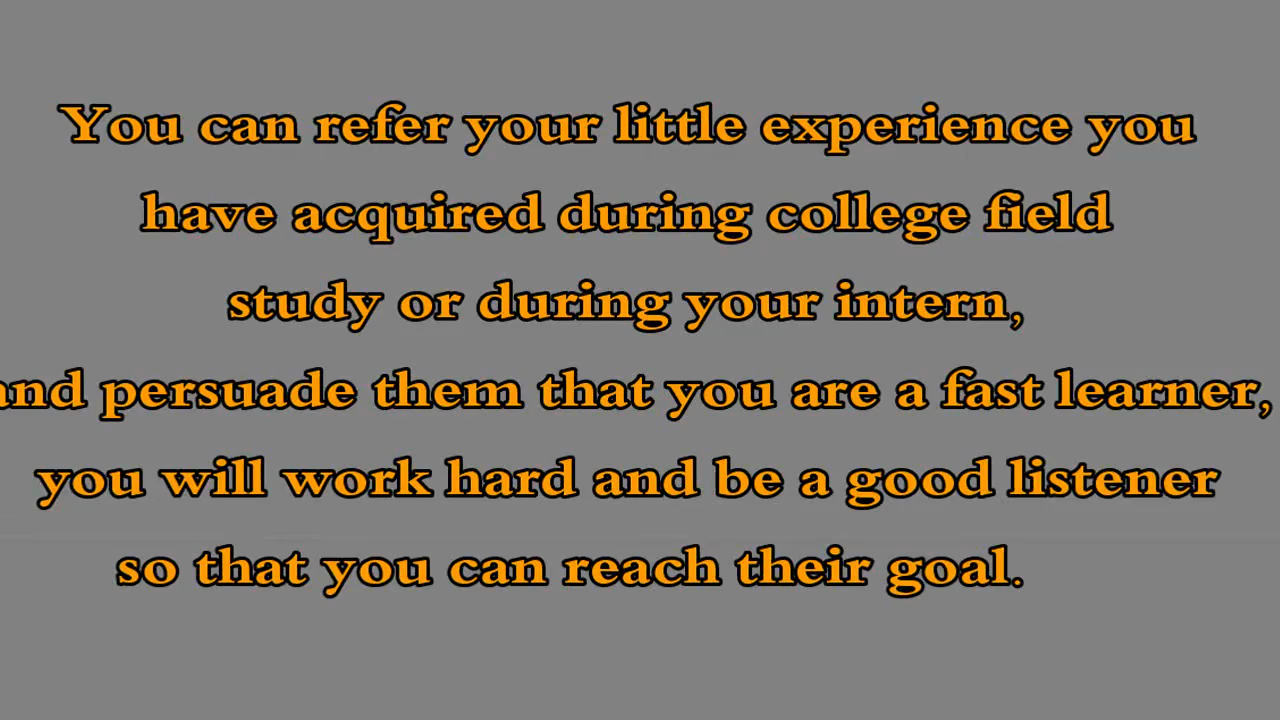 You can refer your little experience you
have acquired during college field
study or during your intern,
and persuade them that you are a fast learner,
you will work hard and be a good listener
so that you can reach their goal.